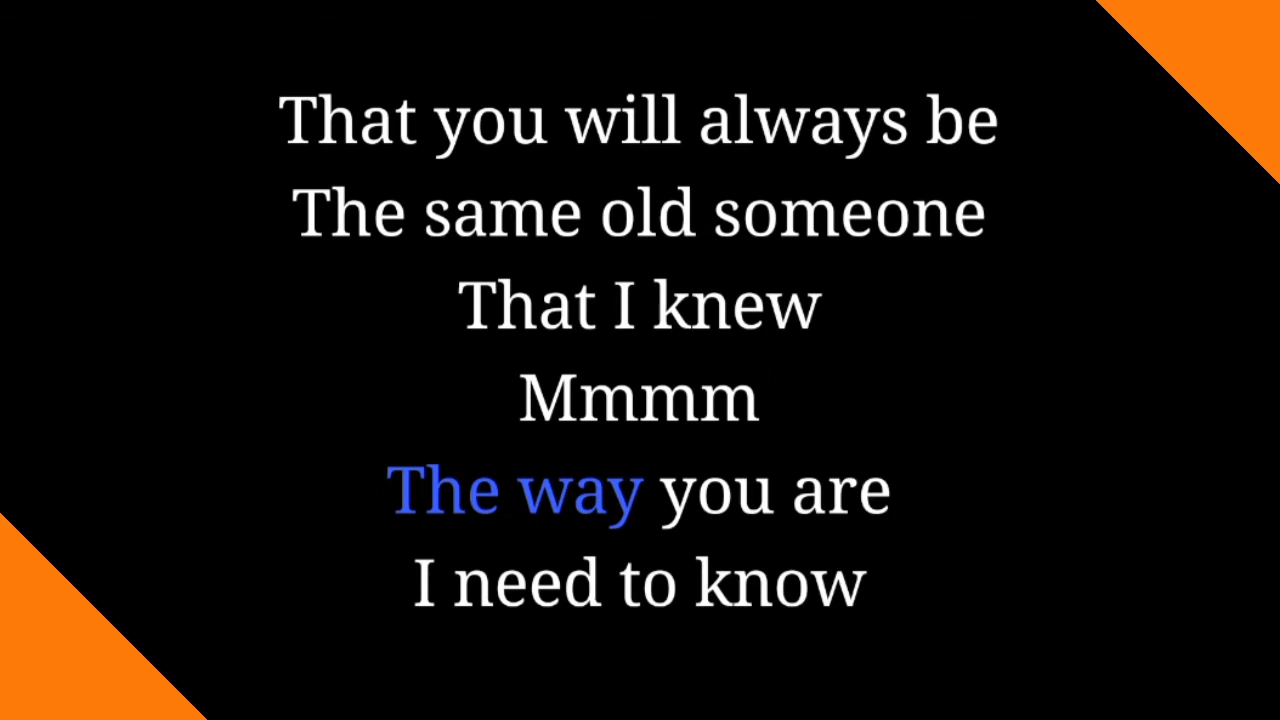 That you will always be
The same old someone
That I knew
Mmmm
The way you are
I need to know